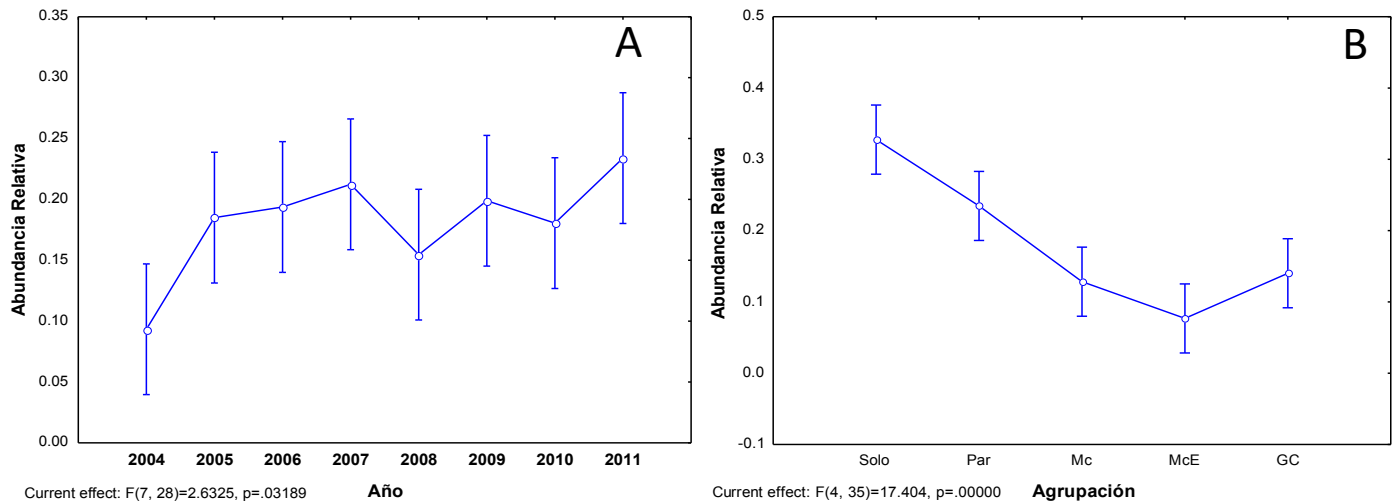 A
Abundancia Relativa
0.35
0.30
0.25
0.20
0.15
0.10
0.05
0.00
2004 2005 2006 2007 2008 2009 2010 2011
Current effect: F(7, 28)=2.6325, p=.03189 Año
B
Abundancia Relativa
0.5
0.4
0.3
0.2
0.1
0.0
-0.1
Solo Par Mc McE GC
Current effect: F(4, 35)=17.404, p=.00000 Agrupación